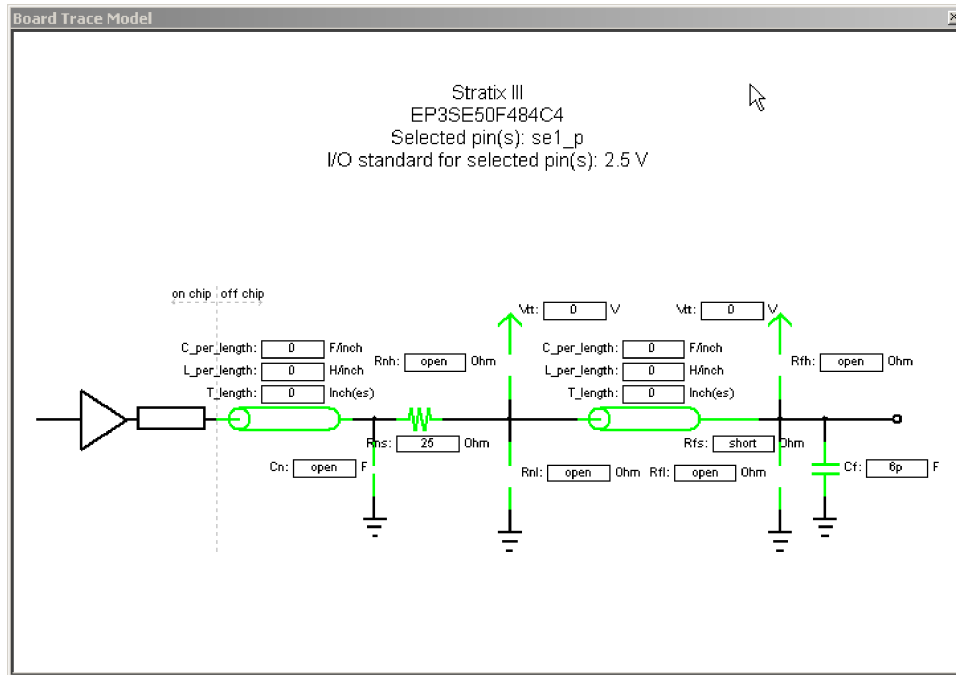 Board Trace Model
Stratix III
EP3SE50F484C4
Selected pin(s): se1_p
I/O standard for selected pin(s): 2.5 V
on chip off chip
Vtt: 0 V
Vtt: 0 V
C_per_length: 0 F/inch
L_per_length: 0 H/inch
T_length: 0 Inch(es)
Rnh: open Ohm
C_per_length: 0 F/inch
L_per_length: 0 H/inch
T_length: 0 Inch(es)
Rfh: open Ohm
Rns: 25 Ohm
Rfs: short Ohm
Cn: open F
Rnl: open Ohm
Rfl: open Ohm
Cf: 6p F